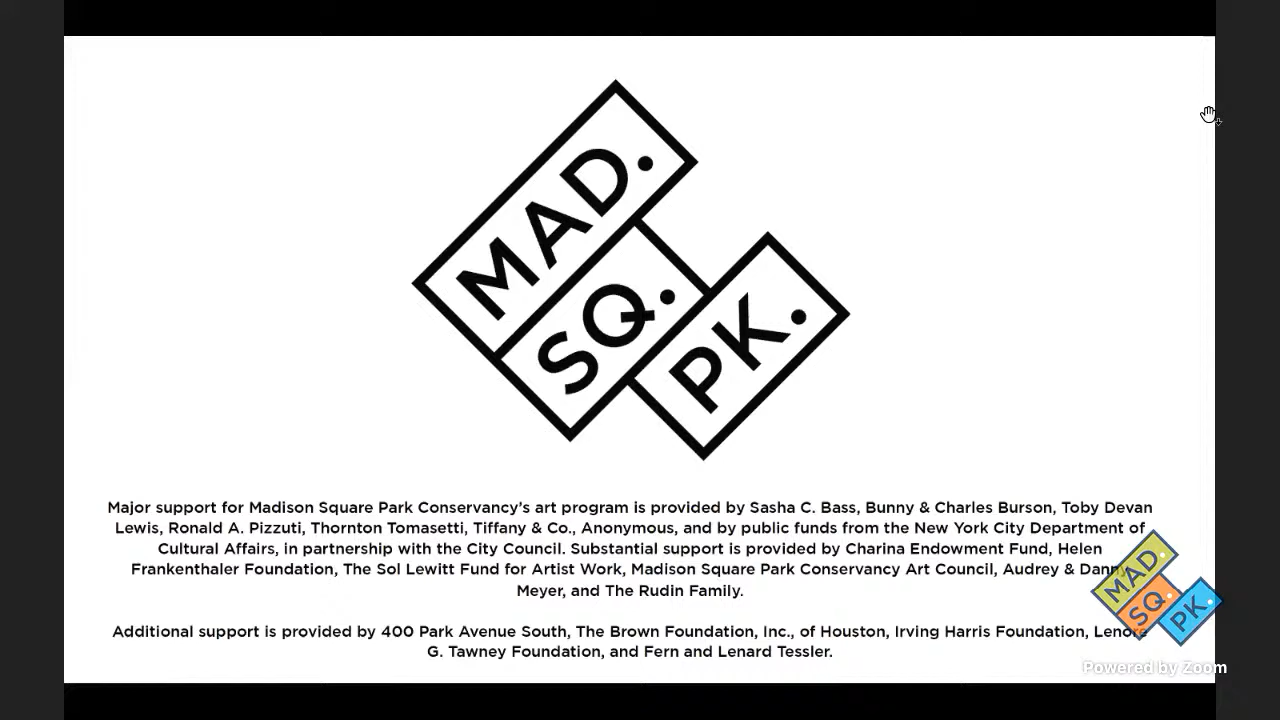 MAD.
SQ.
PK.
Major support for Madison Square Park Conservancy's art program is provided by Sasha C. Bass, Bunny & Charles Burson, Toby Devan
Lewis, Ronald A. Pizzuti, Thornton Tomasetti, Tiffany & Co., Anonymous, and by public funds from the New York City Department of
Cultural Affairs, in partnership with the City Council. Substantial support is provided by Charina Endowment Fund, Helen
Frankenthaler Foundation, The Sol Lewitt Fund for Artist Work, Madison Square Park Conservancy Art Council, Audrey & Danny
Meyer, and The Rudin Family.
Additional support is provided by 400 Park Avenue South, The Brown Foundation, Inc., of Houston, Irving Harris Foundation, Lenore
G. Tawney Foundation, and Fern and Lenard Tessler.
MAD.
SQ.
PK.
Powered by Zoom